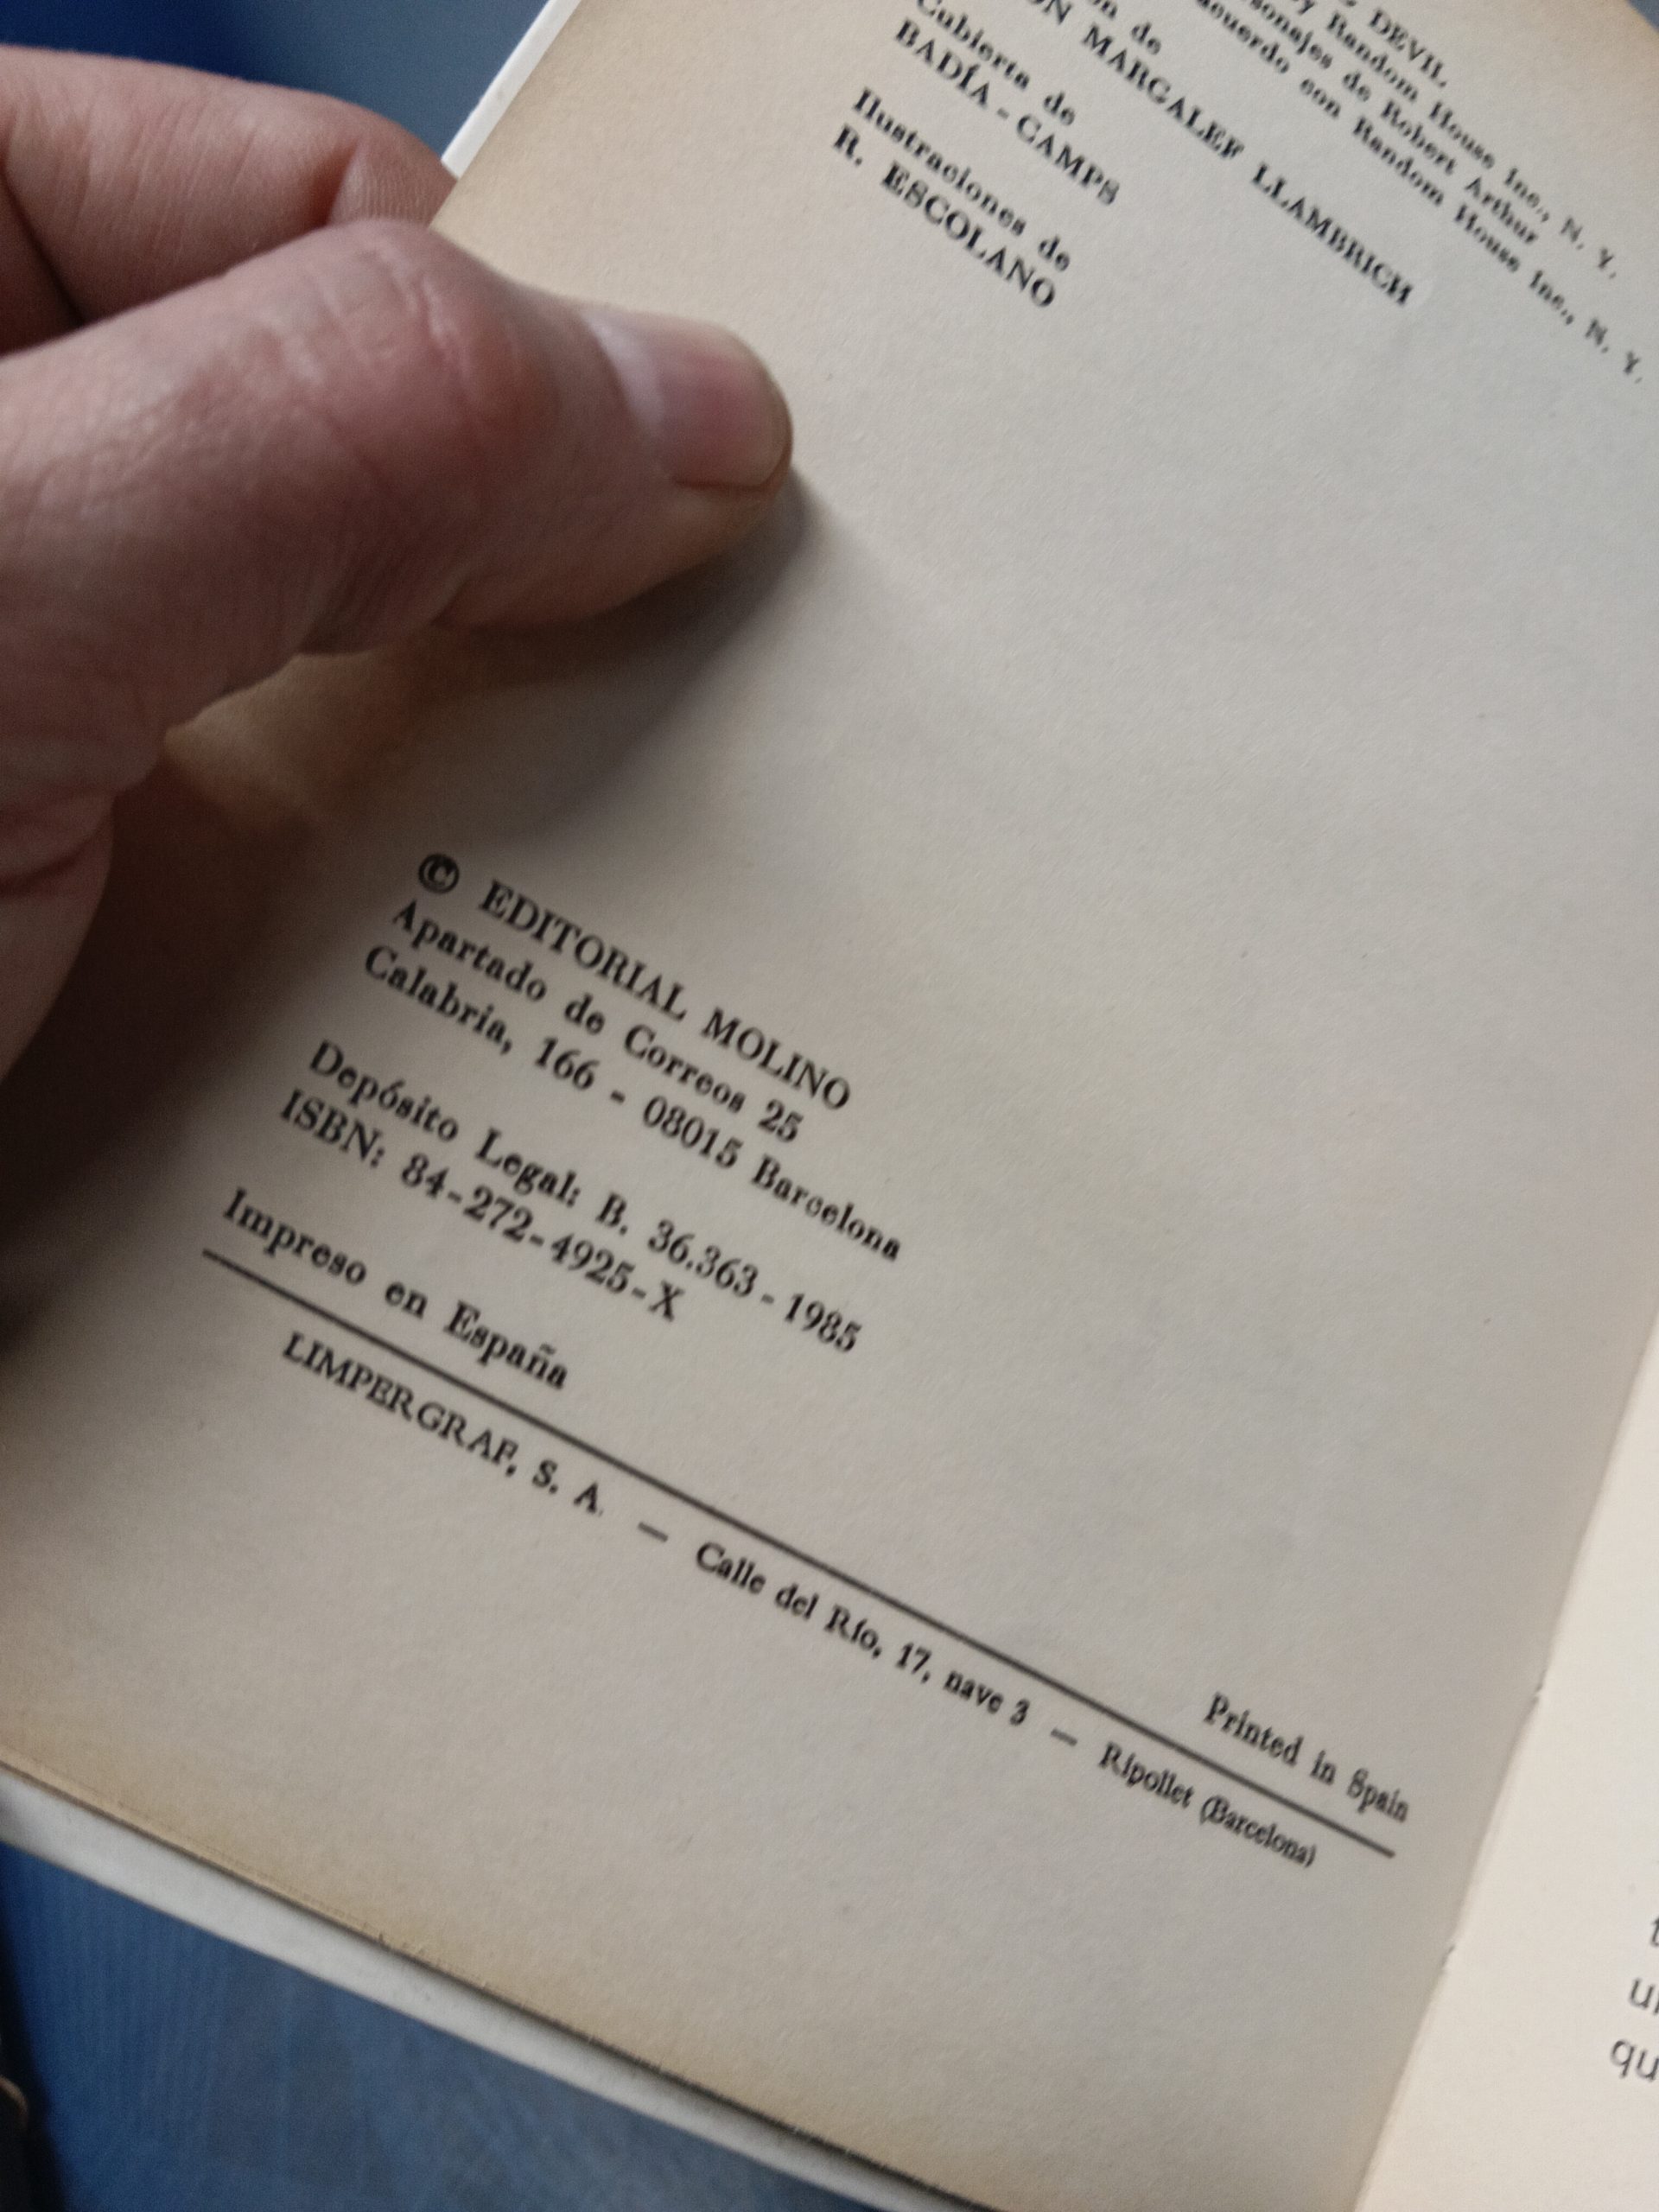 DEVIL
by Random House Inc., N. Y.
sonajes de Robert Arthur
acuerdo con Random House Inc., N. Y.
de
MARGALEF LLAMBRICH
Cubierta de
BADÍA - CAMPS
Ilustraciones de
R. ESCOLANO
© EDITORIAL MOLINO
Apartado de Correos 25
Calabria, 166 - 08015 Barcelona
Depósito Legal: B. 36.363 - 1985
ISBN: 84-272-4925-X
Impreso en España
Printed in Spain
LIMPERGRAF, S. A. — Calle del Río, 17, nave 3 — Ripollet (Barcelona)
qu